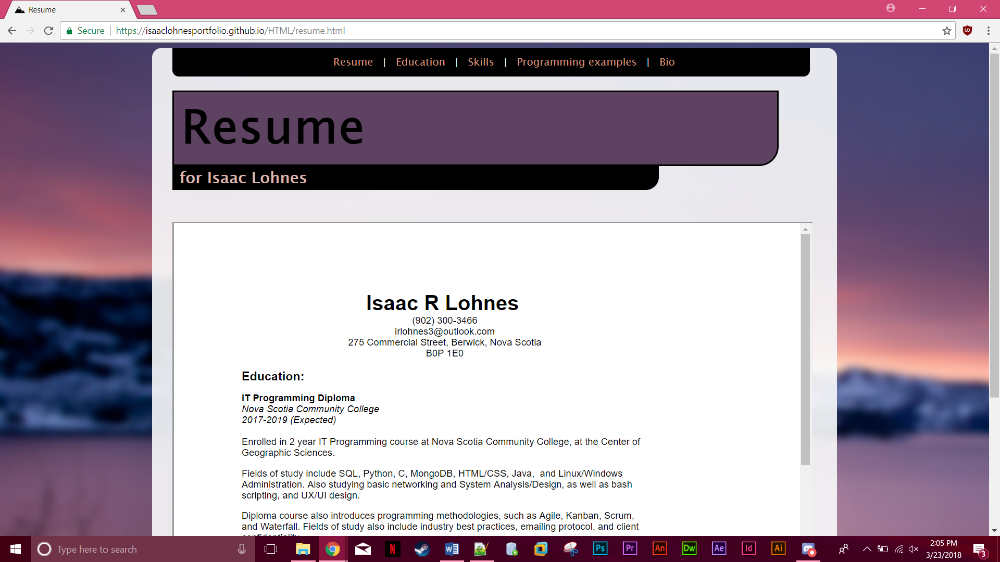 Resume
Secure
https://isaaclohnesportfolio.github.io/HTML/resume.html
Resume | Education | Skills | Programming examples | Bio
Resume
for Isaac Lohnes
Isaac R Lohnes
(902) 300-3466
irlohnes3@outlook.com
275 Commercial Street, Berwick, Nova Scotia
B0P 1E0
Education:
IT Programming Diploma
Nova Scotia Community College
2017-2019 (Expected)
Enrolled in 2 year IT Programming course at Nova Scotia Community College, at the Center of
Geographic Sciences.
Fields of study include SQL, Python, C, MongoDB, HTML/CSS, Java,  and Linux/Windows
Administration. Also studying basic networking and System Analysis/Design, as well as bash
scripting, and UX/UI design.
Diploma course also introduces programming methodologies, such as Agile, Kanban, Scrum,
and Waterfall. Fields of study also include industry best practices, emailing protocol, and client
confidentiality.
Type here to search
N
Ps
Pr
An
Dw
Ae
Id
Ai
2:05 PM
3/23/2018
3